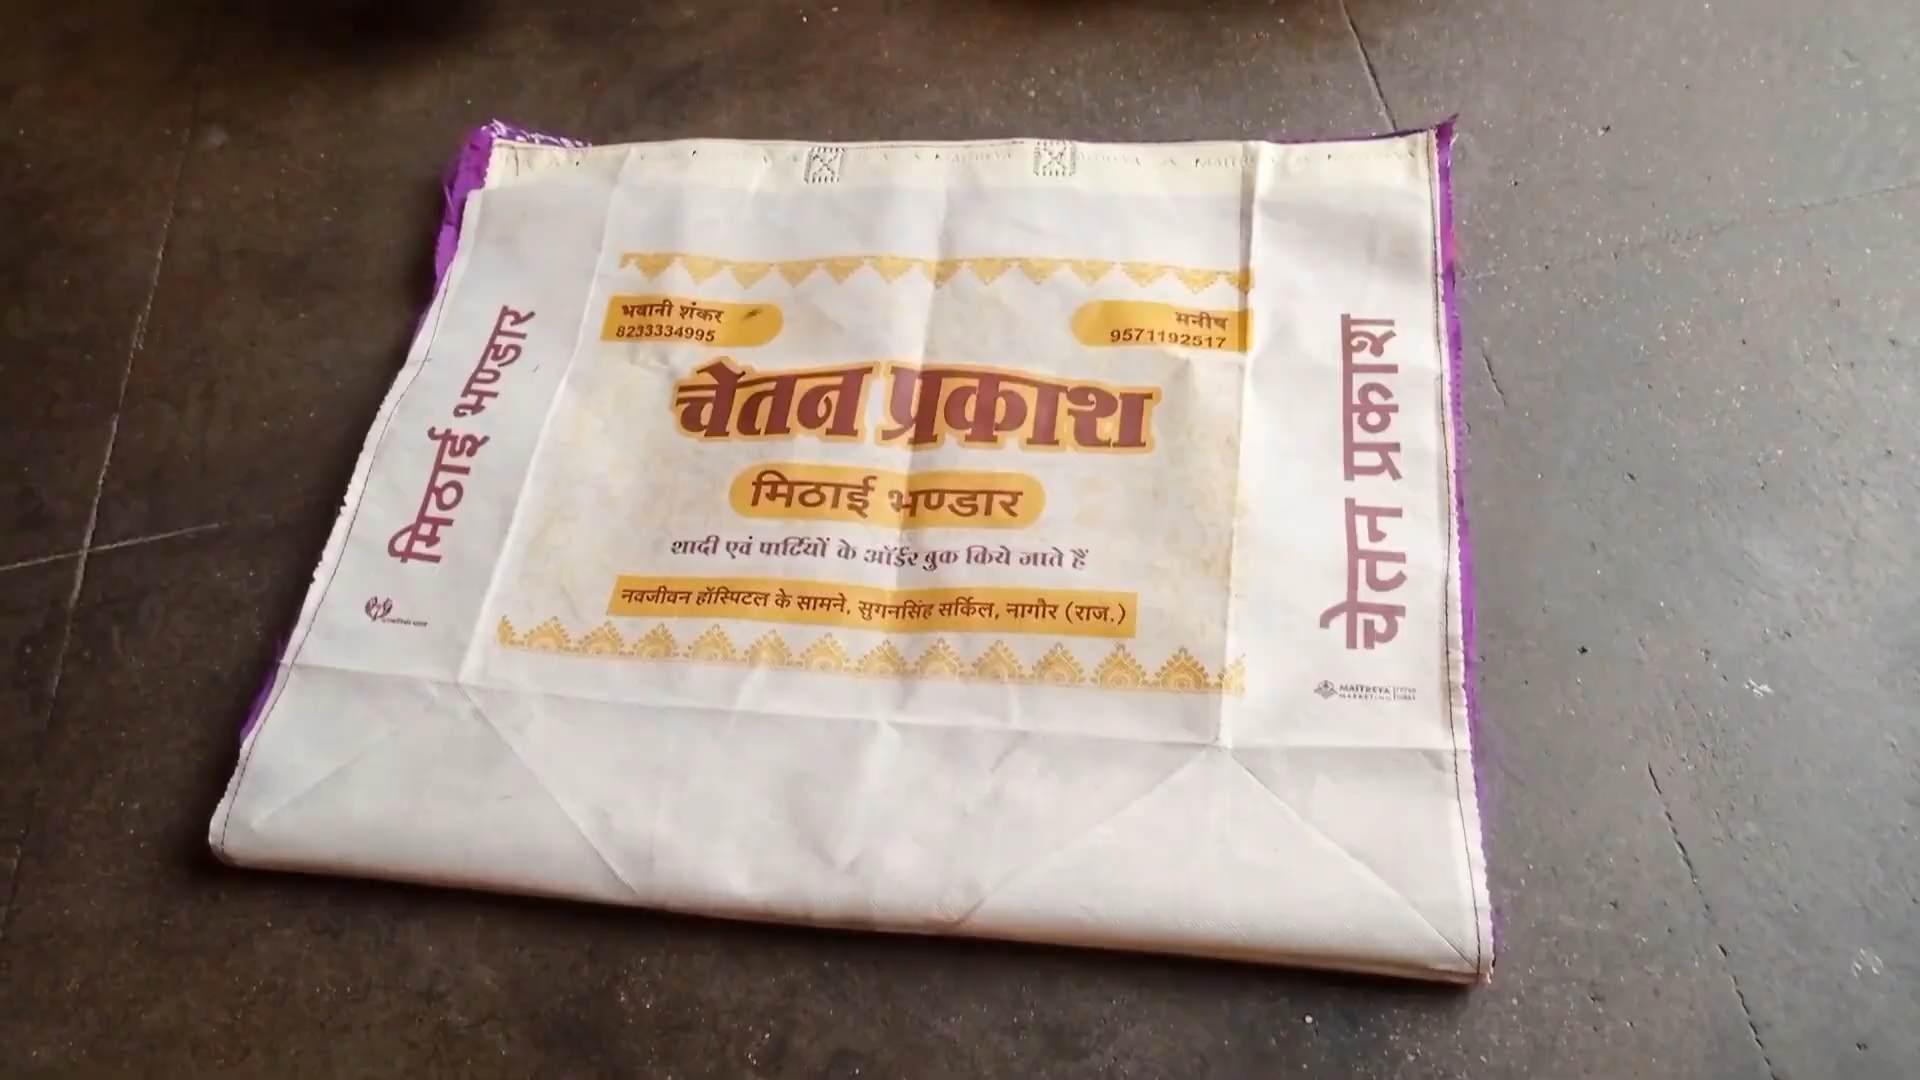 भवानी शंकर
8233334995
मनीष
9571192517
चेतन प्रकाश
मिठाई भण्डार
शादी एवं पार्टियों के ऑर्डर बुक किये जाते हैं
नवजीवन हॉस्पिटल के सामने, सुगनसिंह सर्किल, नागौर (राज.)
मिठाई भण्डार
चेतन प्रकाश
MAITREYA
MARKETING